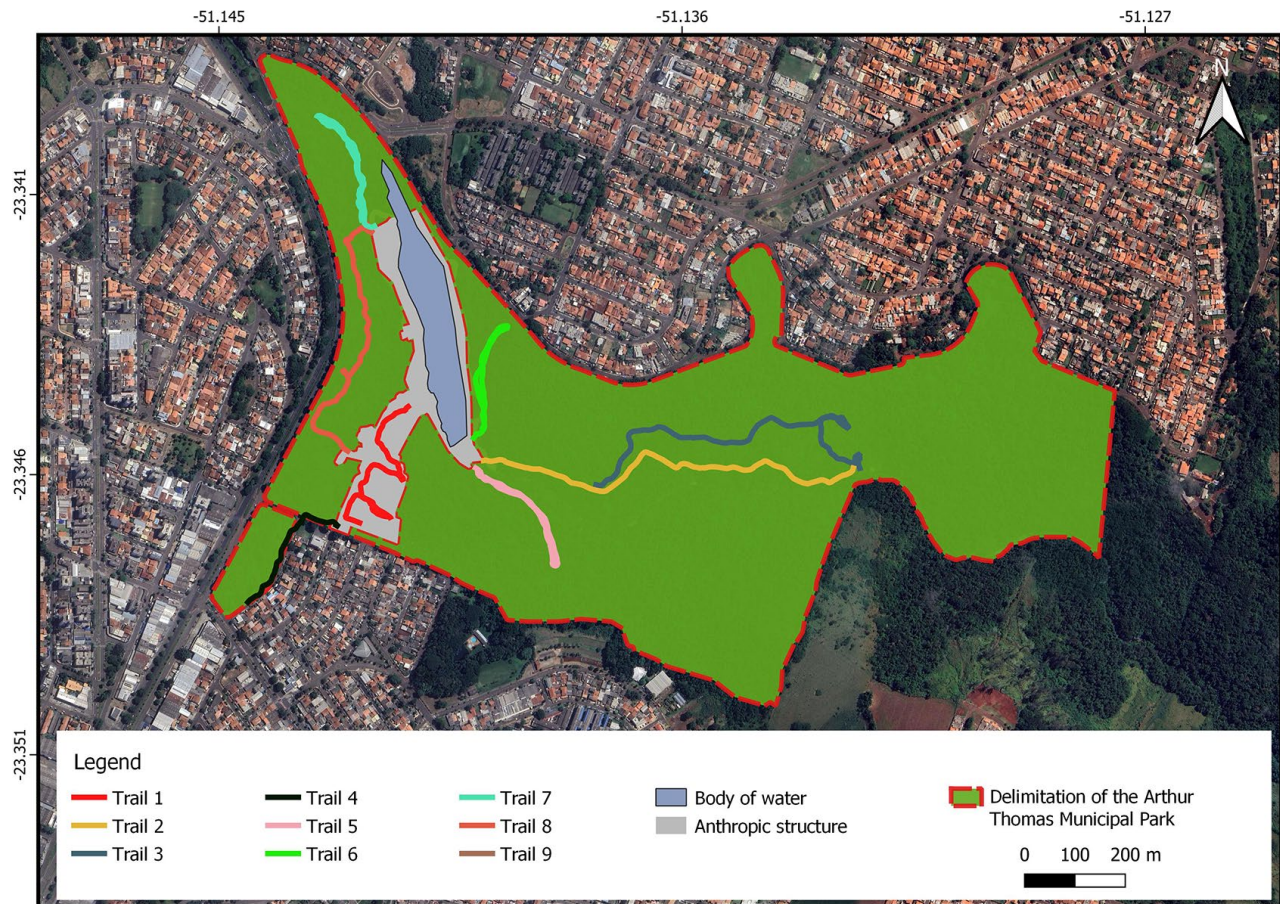 -51.145
-51.136
-51.127
N
-23.341
-23.346
-23.351
Legend
Trail 1
Trail 2
Trail 3
Trail 4
Trail 5
Trail 6
Trail 7
Trail 8
Trail 9
Body of water
Anthropic structure
Delimitation of the Arthur
Thomas Municipal Park
0 100 200 m